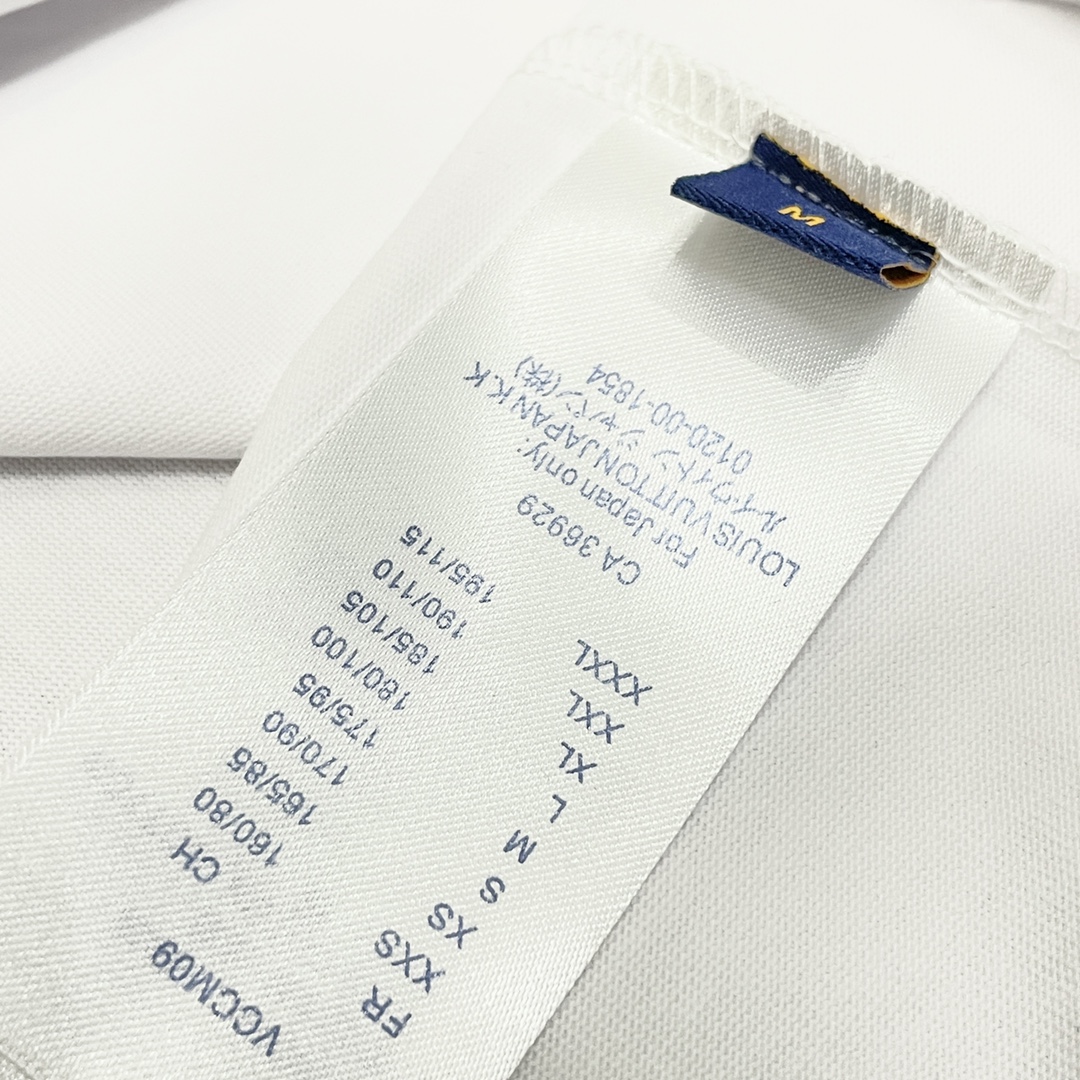 VCCM09
FR CH
XXS 160/80
XS 165/85
S 170/90
M 175/95
L 180/100
XL 185/105
XXL 190/110
XXXL 195/115
CA 36929
For Japan only:
LOUIS VUITTON JAPAN K.K
ルイ・ヴィトン ジャパン(株)
0120-00-1854
M